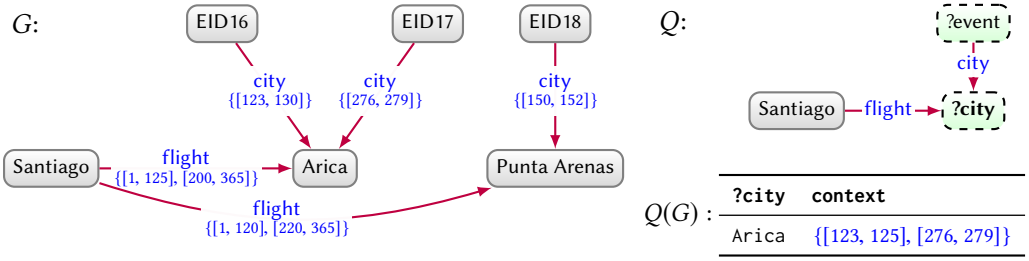 G:
EID16
EID17
EID18
city
{[123, 130]}
city
{[276, 279]}
city
{[150, 152]}
Santiago
flight
{[1, 125], [200, 365]}
Arica
Punta Arenas
flight
{[1, 120], [220, 365]}
Q:
?event
city
Santiago
flight
?city
Q(G) :
?city context
Arica {[123, 125], [276, 279]}